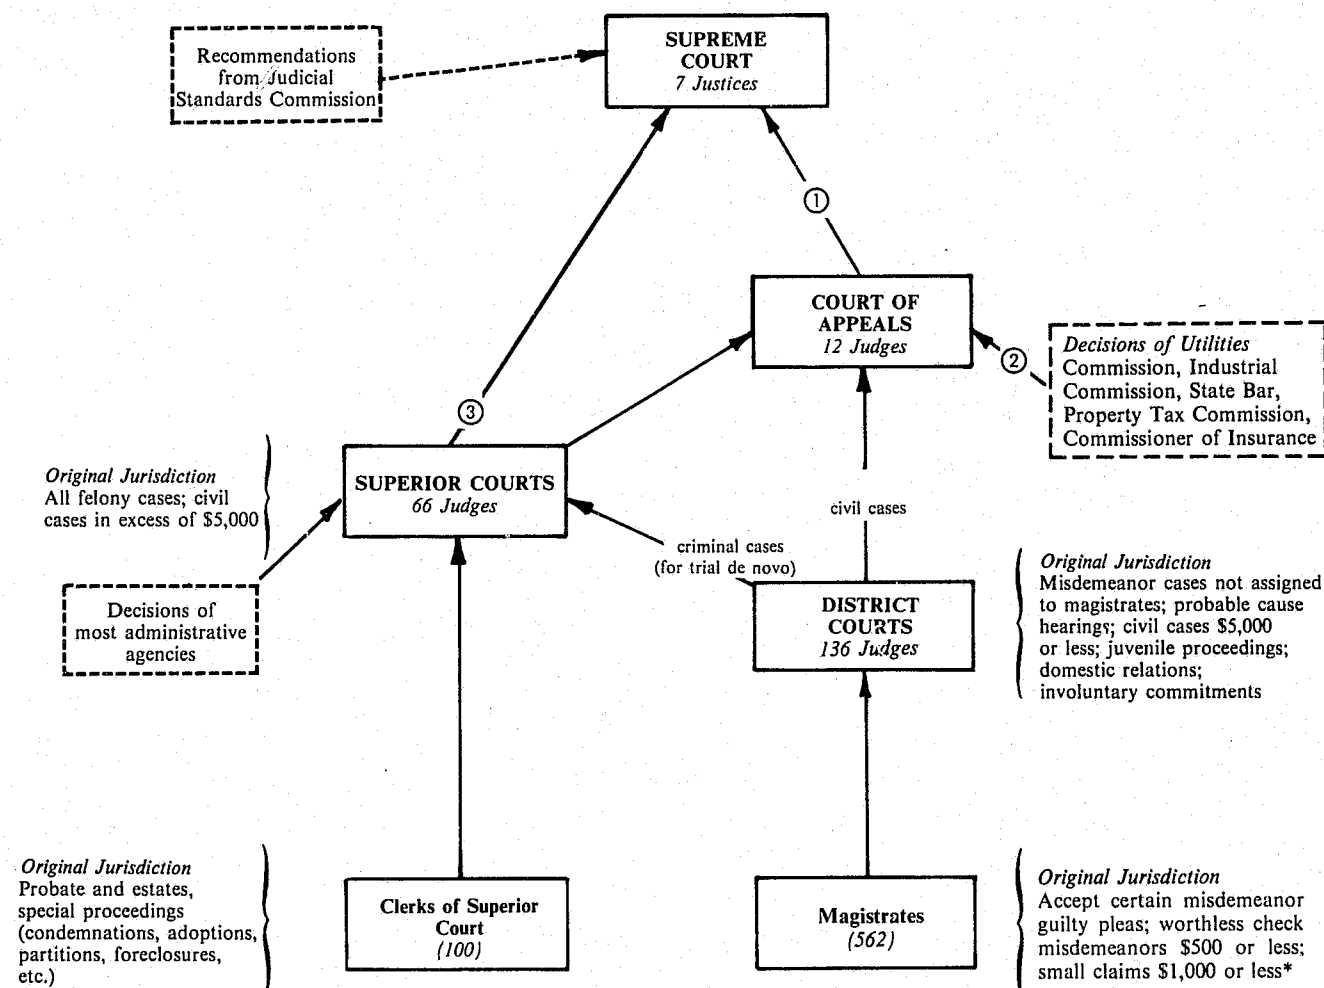 SUPREME
COURT
7 Justices
Recommendations
from Judicial
Standards Commission
1
COURT OF
APPEALS
12 Judges
2
Decisions of Utilities
Commission, Industrial
Commission, State Bar,
Property Tax Commission,
Commissioner of Insurance
3
Original Jurisdiction
All felony cases; civil
cases in excess of $5,000
SUPERIOR COURTS
66 Judges
civil cases
criminal cases
(for trial de novo)
Decisions of
most administrative
agencies
DISTRICT
COURTS
136 Judges
Original Jurisdiction
Misdemeanor cases not assigned
to magistrates; probable cause
hearings; civil cases $5,000
or less; juvenile proceedings;
domestic relations;
involuntary commitments
Original Jurisdiction
Probate and estates,
special proceedings
(condemnations, adoptions,
partitions, foreclosures,
etc.)
Clerks of Superior
Court
(100)
Magistrates
(562)
Original Jurisdiction
Accept certain misdemeanor
guilty pleas; worthless check
misdemeanors $500 or less;
small claims $1,000 or less*